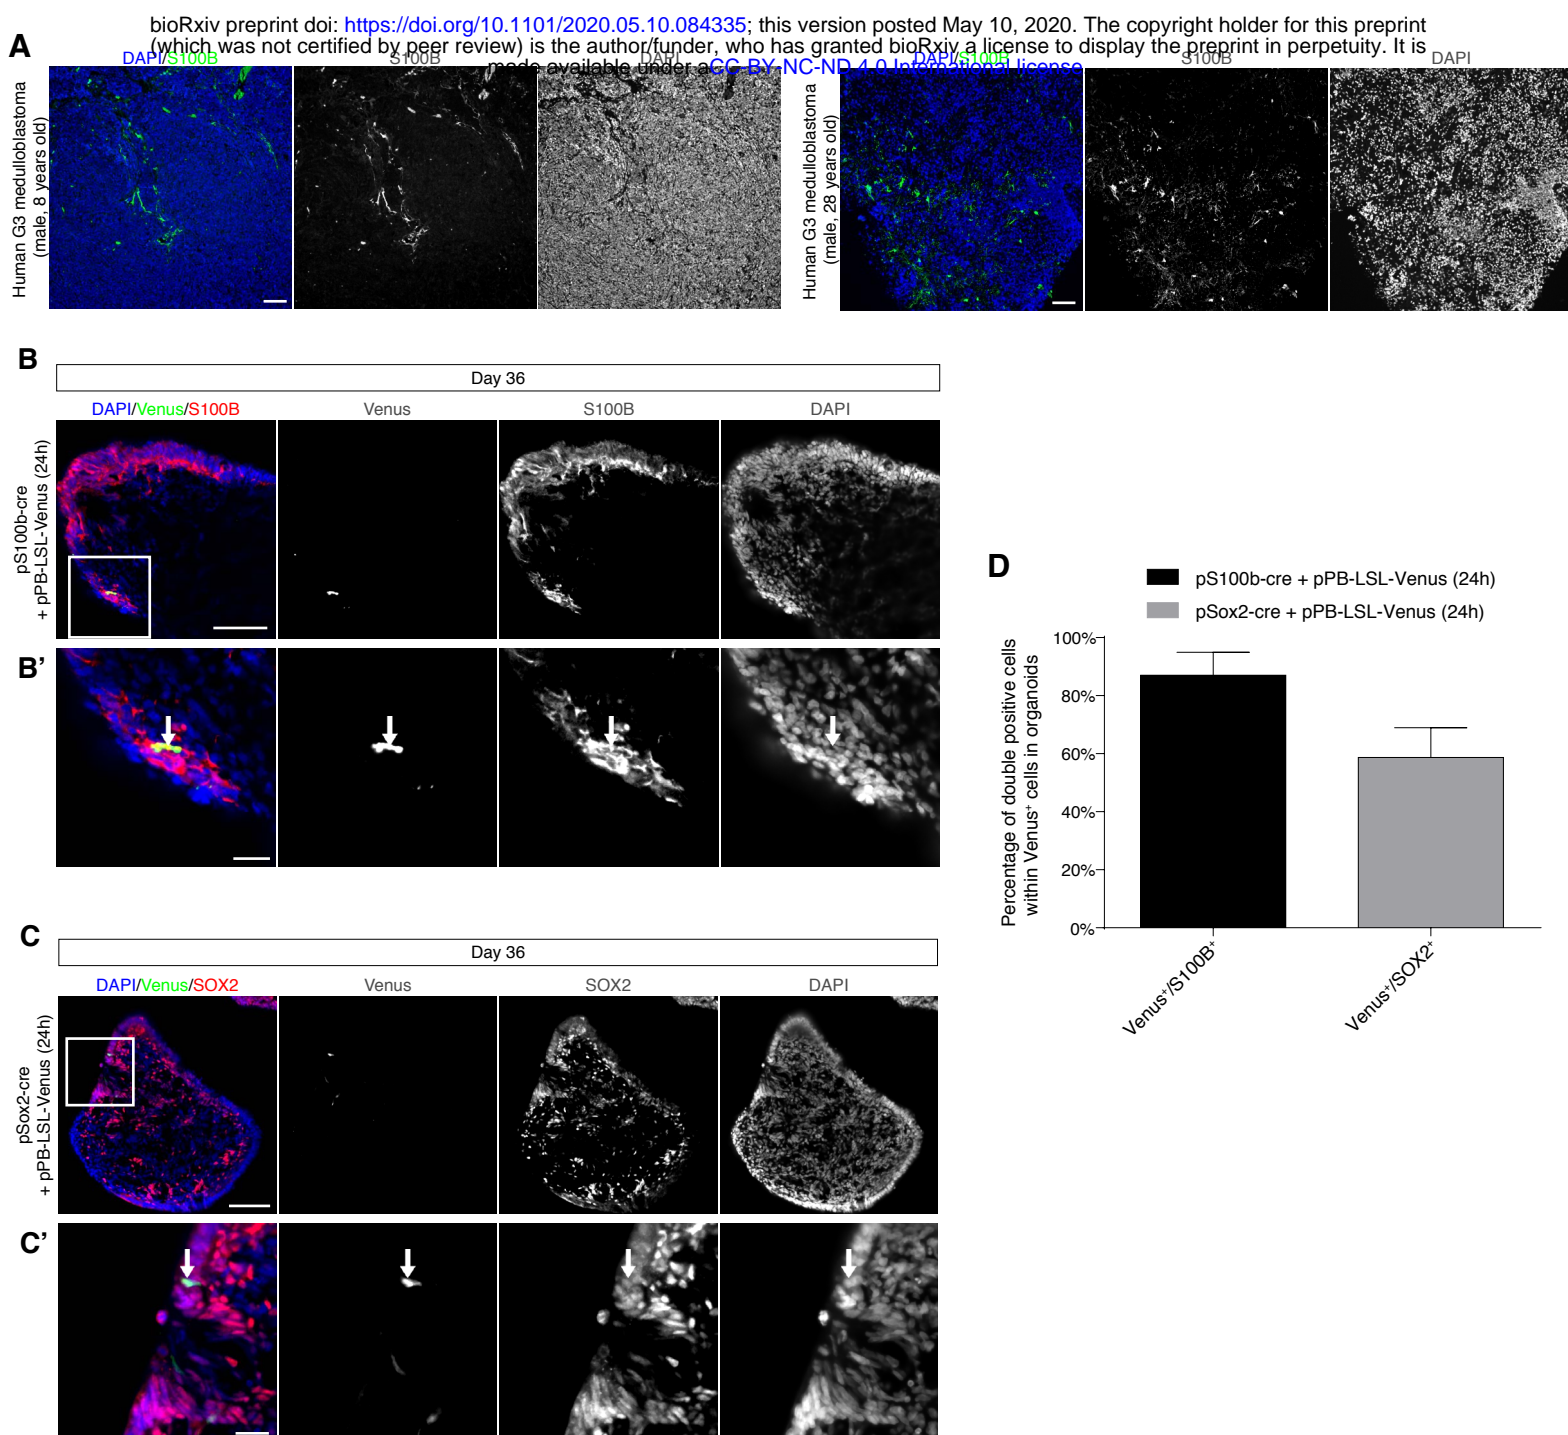 bioRxiv preprint doi: https://doi.org/10.1101/2020.05.10.084335; this version posted May 10, 2020. The copyright holder for this preprint
(which was not certified by peer review) is the author/funder, who has granted bioRxiv a license to display the preprint in perpetuity. It is
made available under aCC-BY-NC-ND 4.0 International license.
A
DAPI/S100B
S100B
DAPI
DAPI/S100B
S100B
DAPI
Human G3 medulloblastoma
(male, 8 years old)
Human G3 medulloblastoma
(male, 28 years old)
B
Day 36
DAPI/Venus/S100B
Venus
S100B
DAPI
pS100b-cre
+ pPB-LSL-Venus (24h)
B'
C
Day 36
DAPI/Venus/SOX2
Venus
SOX2
DAPI
pSox2-cre
+ pPB-LSL-Venus (24h)
C'
D
pS100b-cre + pPB-LSL-Venus (24h)
pSox2-cre + pPB-LSL-Venus (24h)
Percentage of double positive cells
within Venus⁺ cells in organoids
100%
80%
60%
40%
20%
0%
Venus⁺/S100B⁺
Venus⁺/SOX2⁺